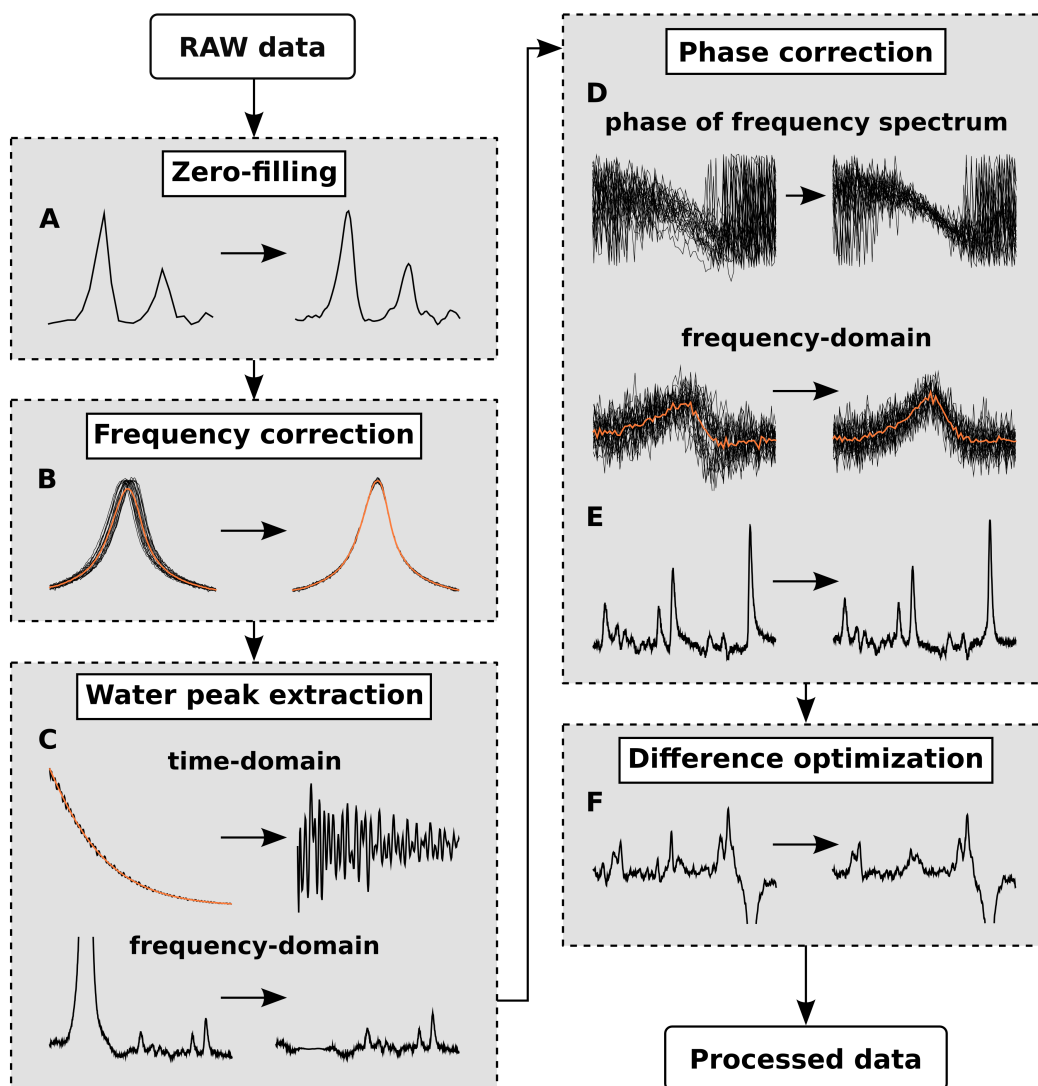 RAW data
Zero-filling
A
Frequency correction
B
Water peak extraction
C
time-domain
frequency-domain
Phase correction
D
phase of frequency spectrum
frequency-domain
E
Difference optimization
F
Processed data